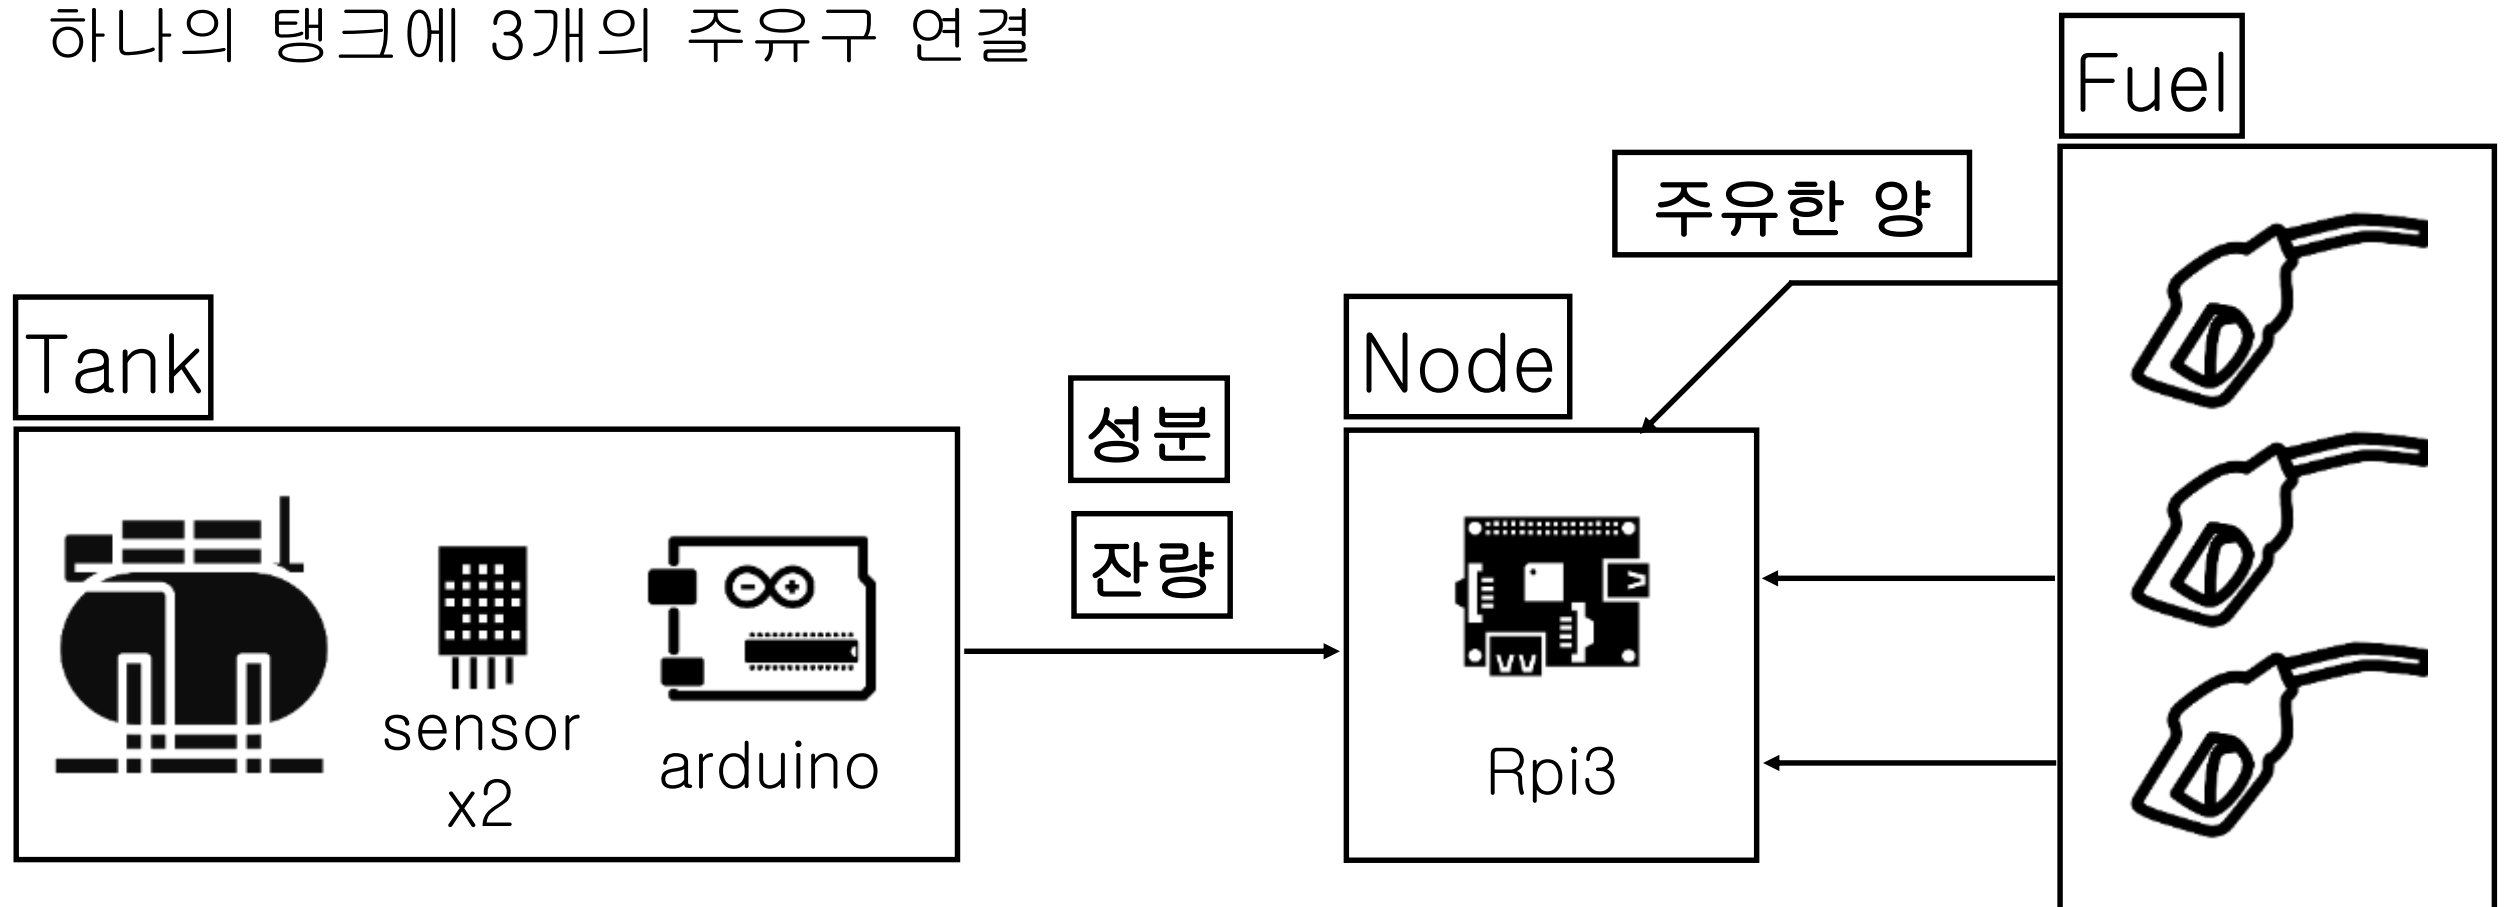 하나의 탱크에 3개의 주유구 연결
Fuel
주유한 양
Tank
Node
성분
잔량
sensor
x2
arduino
Rpi3